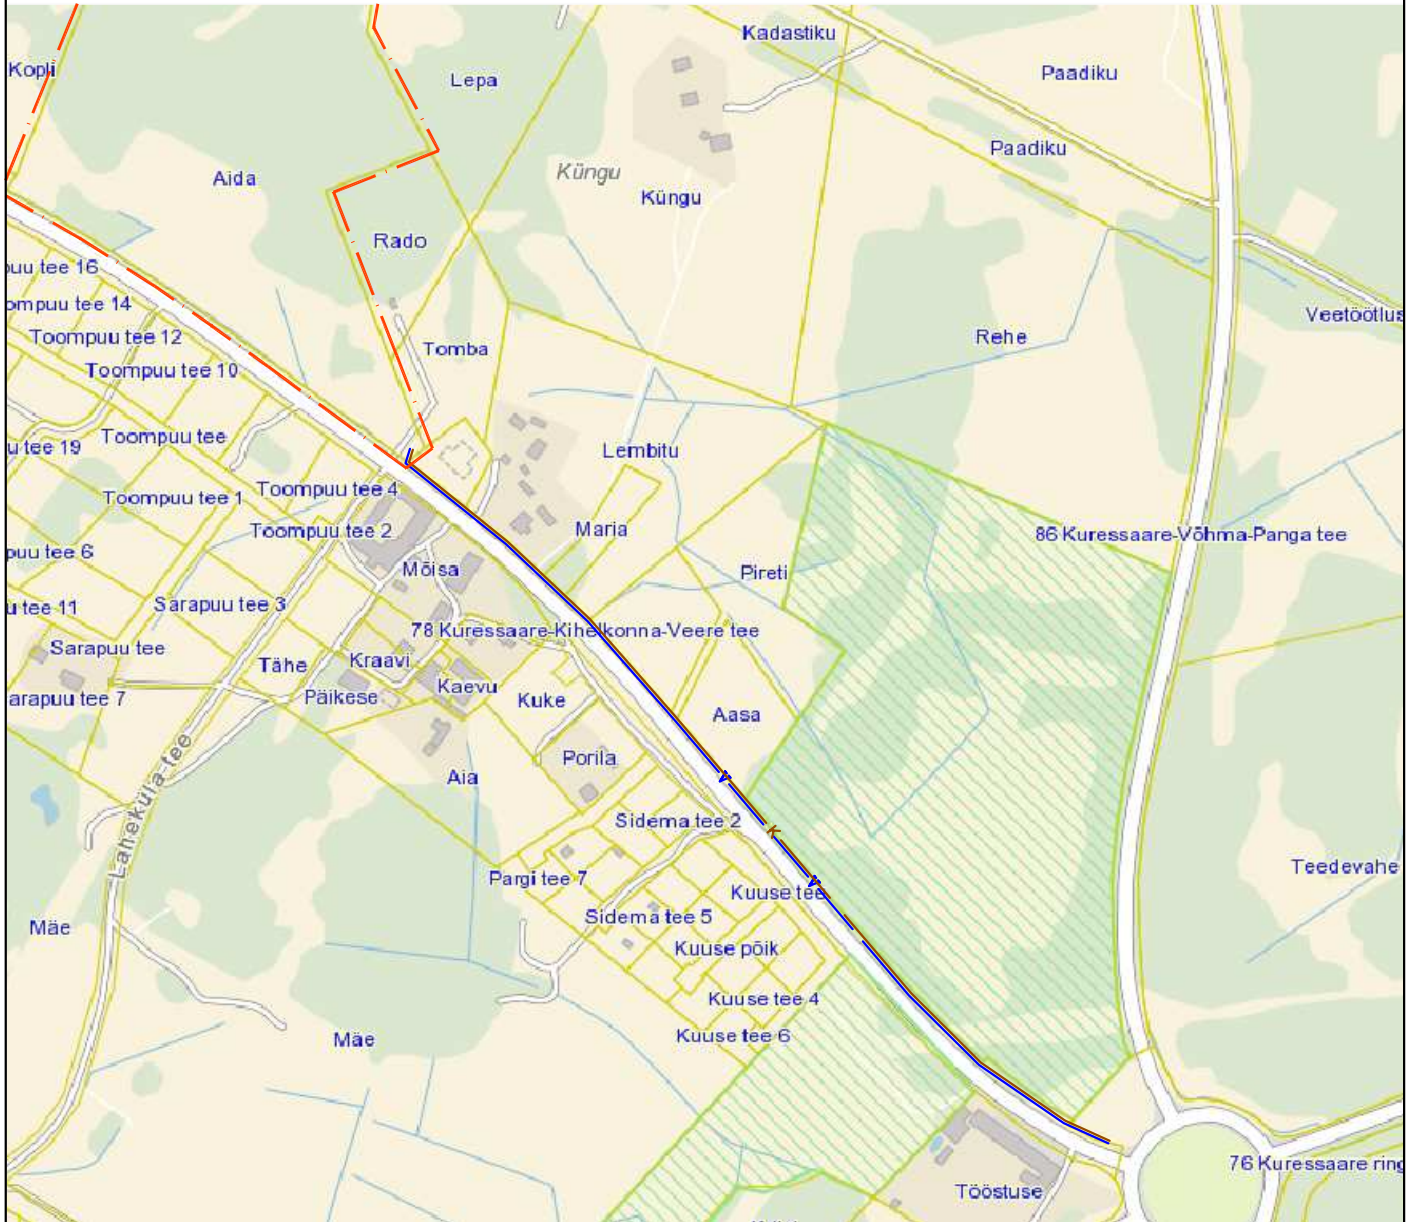 Kopli
Lepa
Kadastiku
Paadiku
Paadiku
Aida
Küngu
Küngu
Rado
uu tee 16
ompuu tee 14
Toompuu tee 12
Toompuu tee 10
Tomba
Rehe
Veetöötlus
u tee 19
Toompuu tee
Lembitu
Toompuu tee 1
Toompuu tee 4
Toompuu tee 2
Maria
86 Kuressaare-Võhma-Panga tee
puu tee 6
Mõisa
Pireti
u tee 11
Sarapuu tee 3
78 Kuressaare-Kihelkonna-Veere tee
Sarapuu tee
Tähe
Kraavi
arapuu tee 7
Päikese
Kaevu
Kuke
Aasa
Porila
Aia
V
Laheküla tee
Sidema tee 2
K
Pargi tee 7
V
Kuuse tee
Teedevahe
Sidema tee 5
Mäe
Kuuse põik
Kuuse tee 4
Kuuse tee 6
Mäe
76 Kuressaare ring
Tööstuse